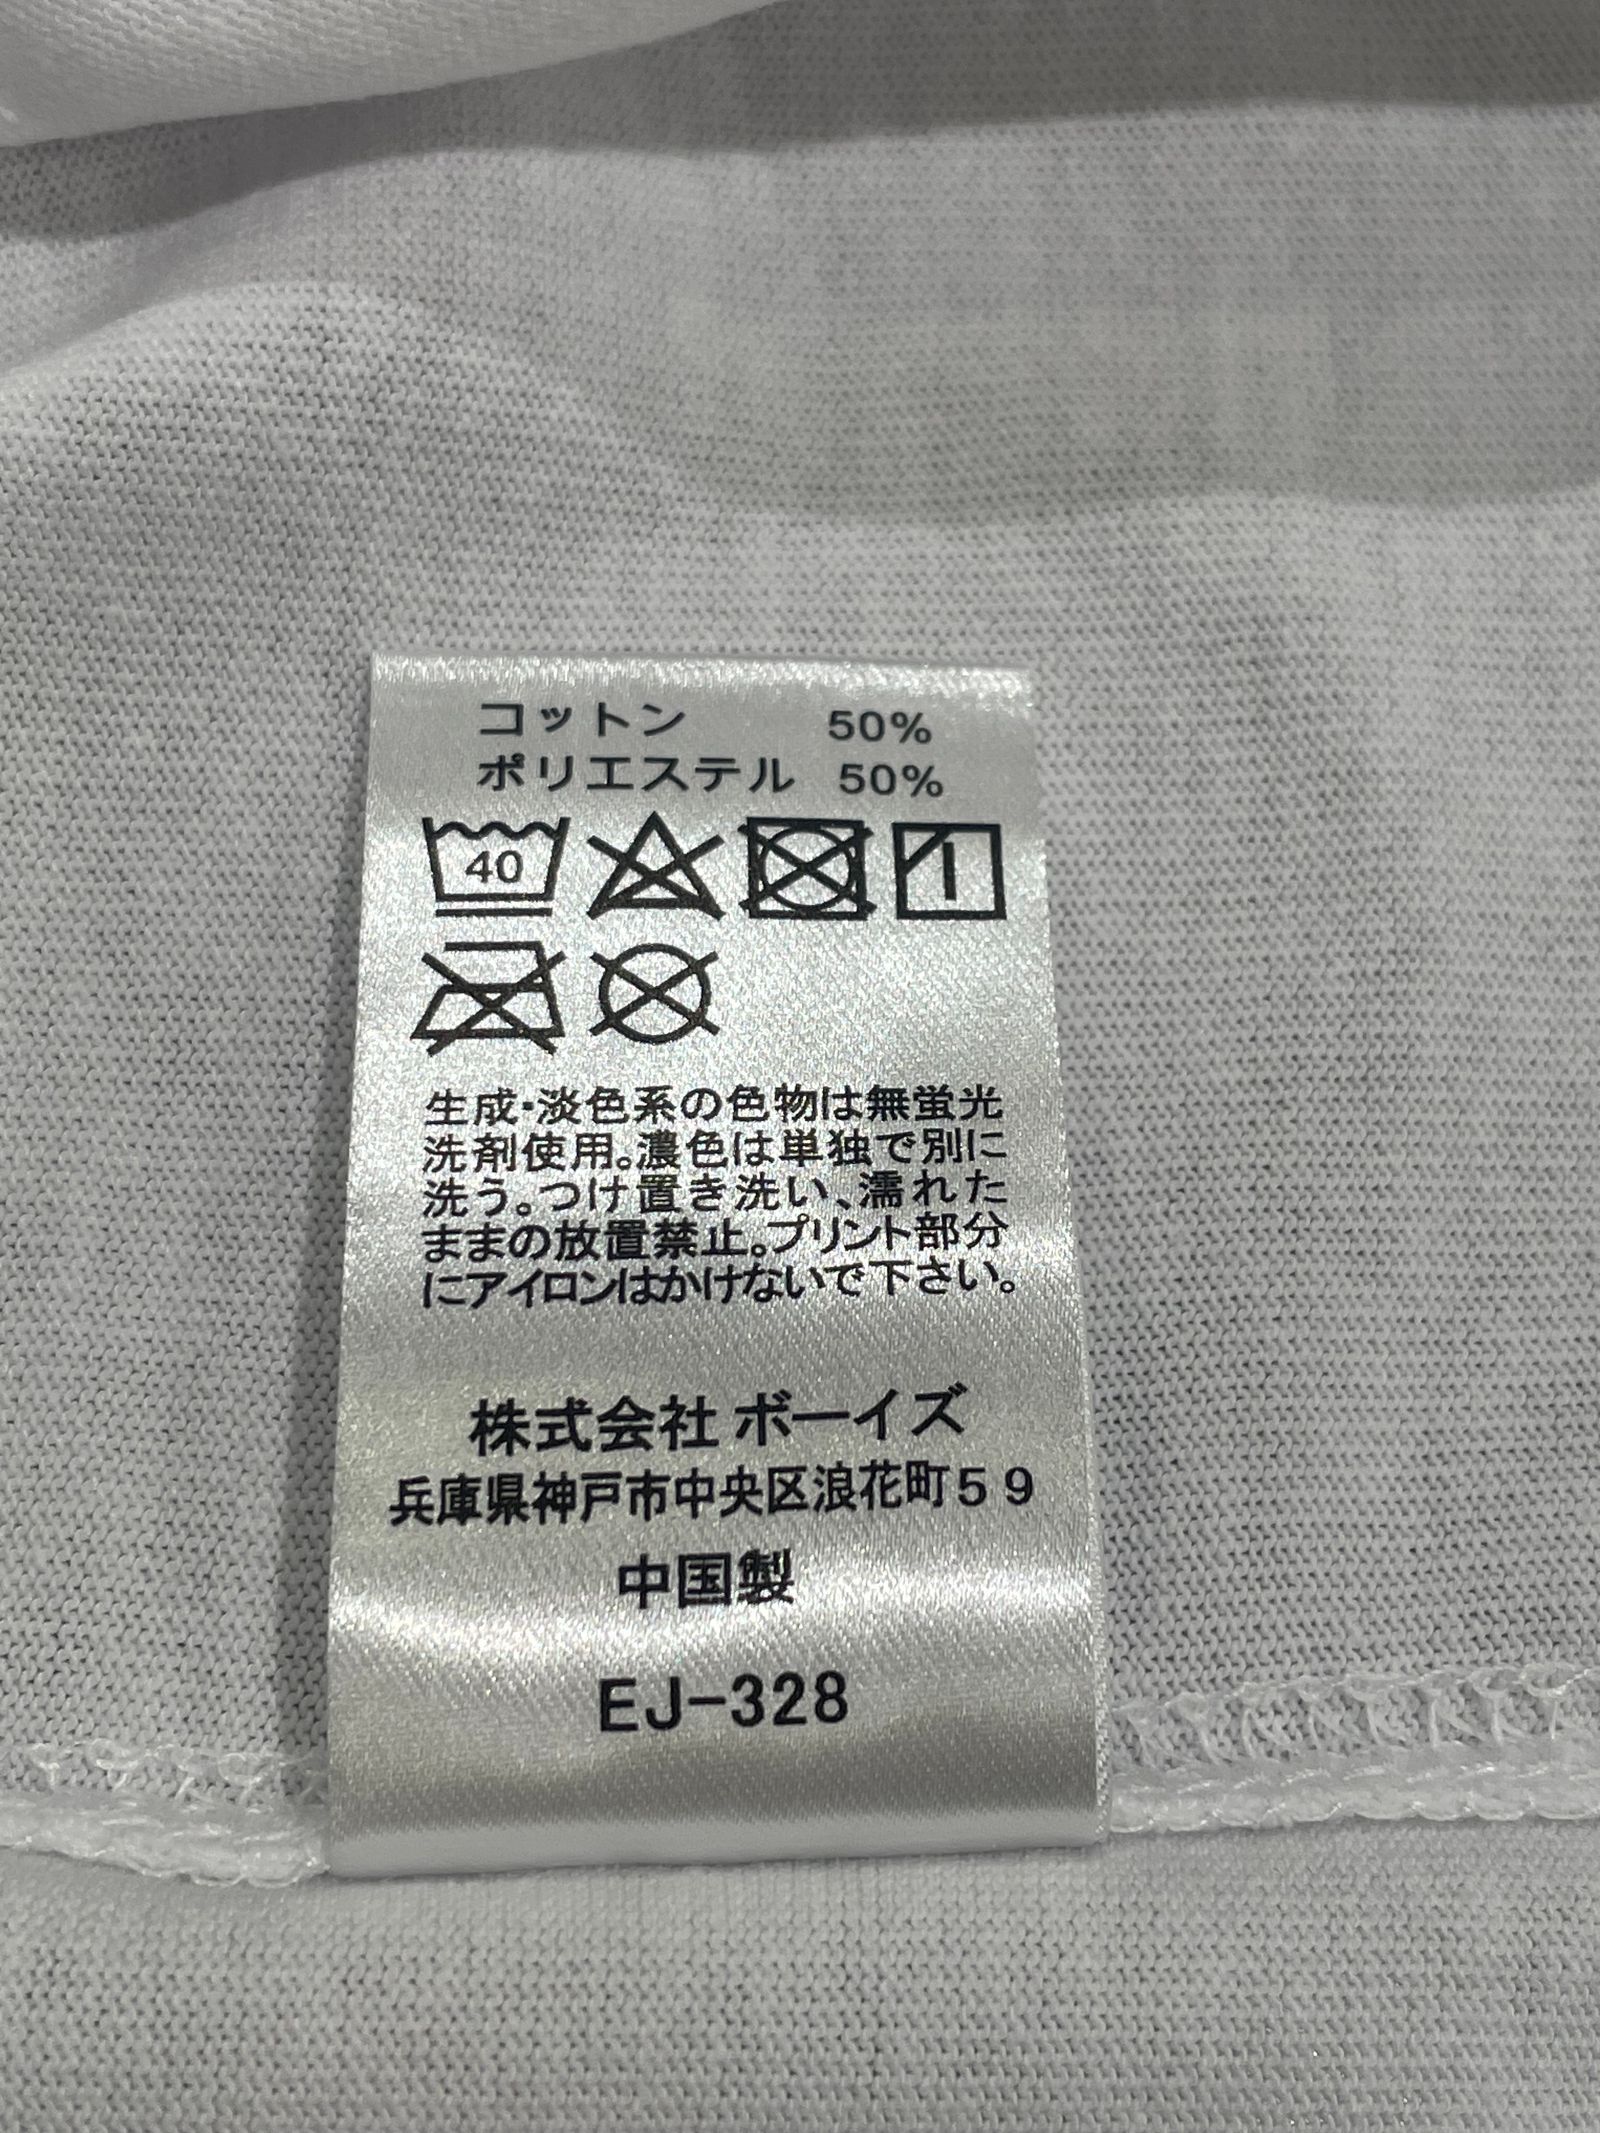 コットン 50%
ポリエステル 50%
40
生成・淡色系の色物は無蛍光
洗剤使用。濃色は単独で別に
洗う。つけ置き洗い、濡れた
ままの放置禁止。プリント部分
にアイロンはかけないで下さい。
株式会社 ボーイズ
兵庫県神戸市中央区浪花町59
中国製
EJ-328